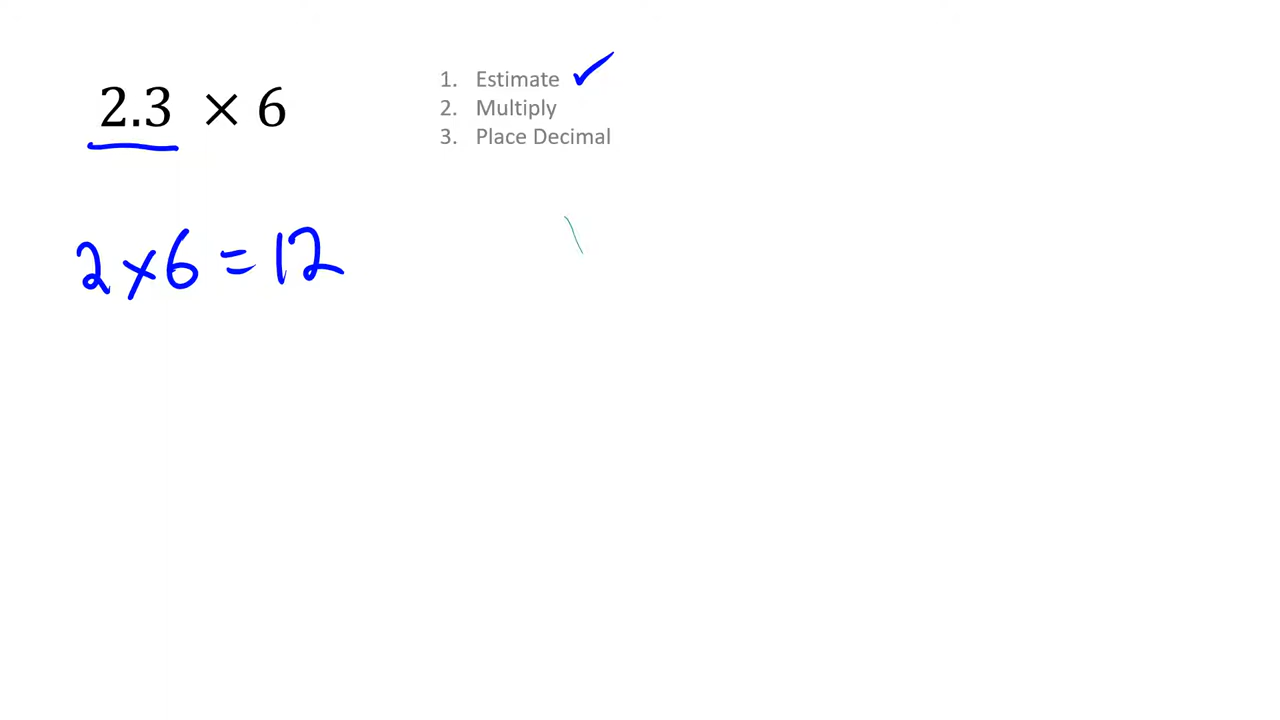 2.3 × 6
1. Estimate ✓
2. Multiply
3. Place Decimal
2 × 6 = 12